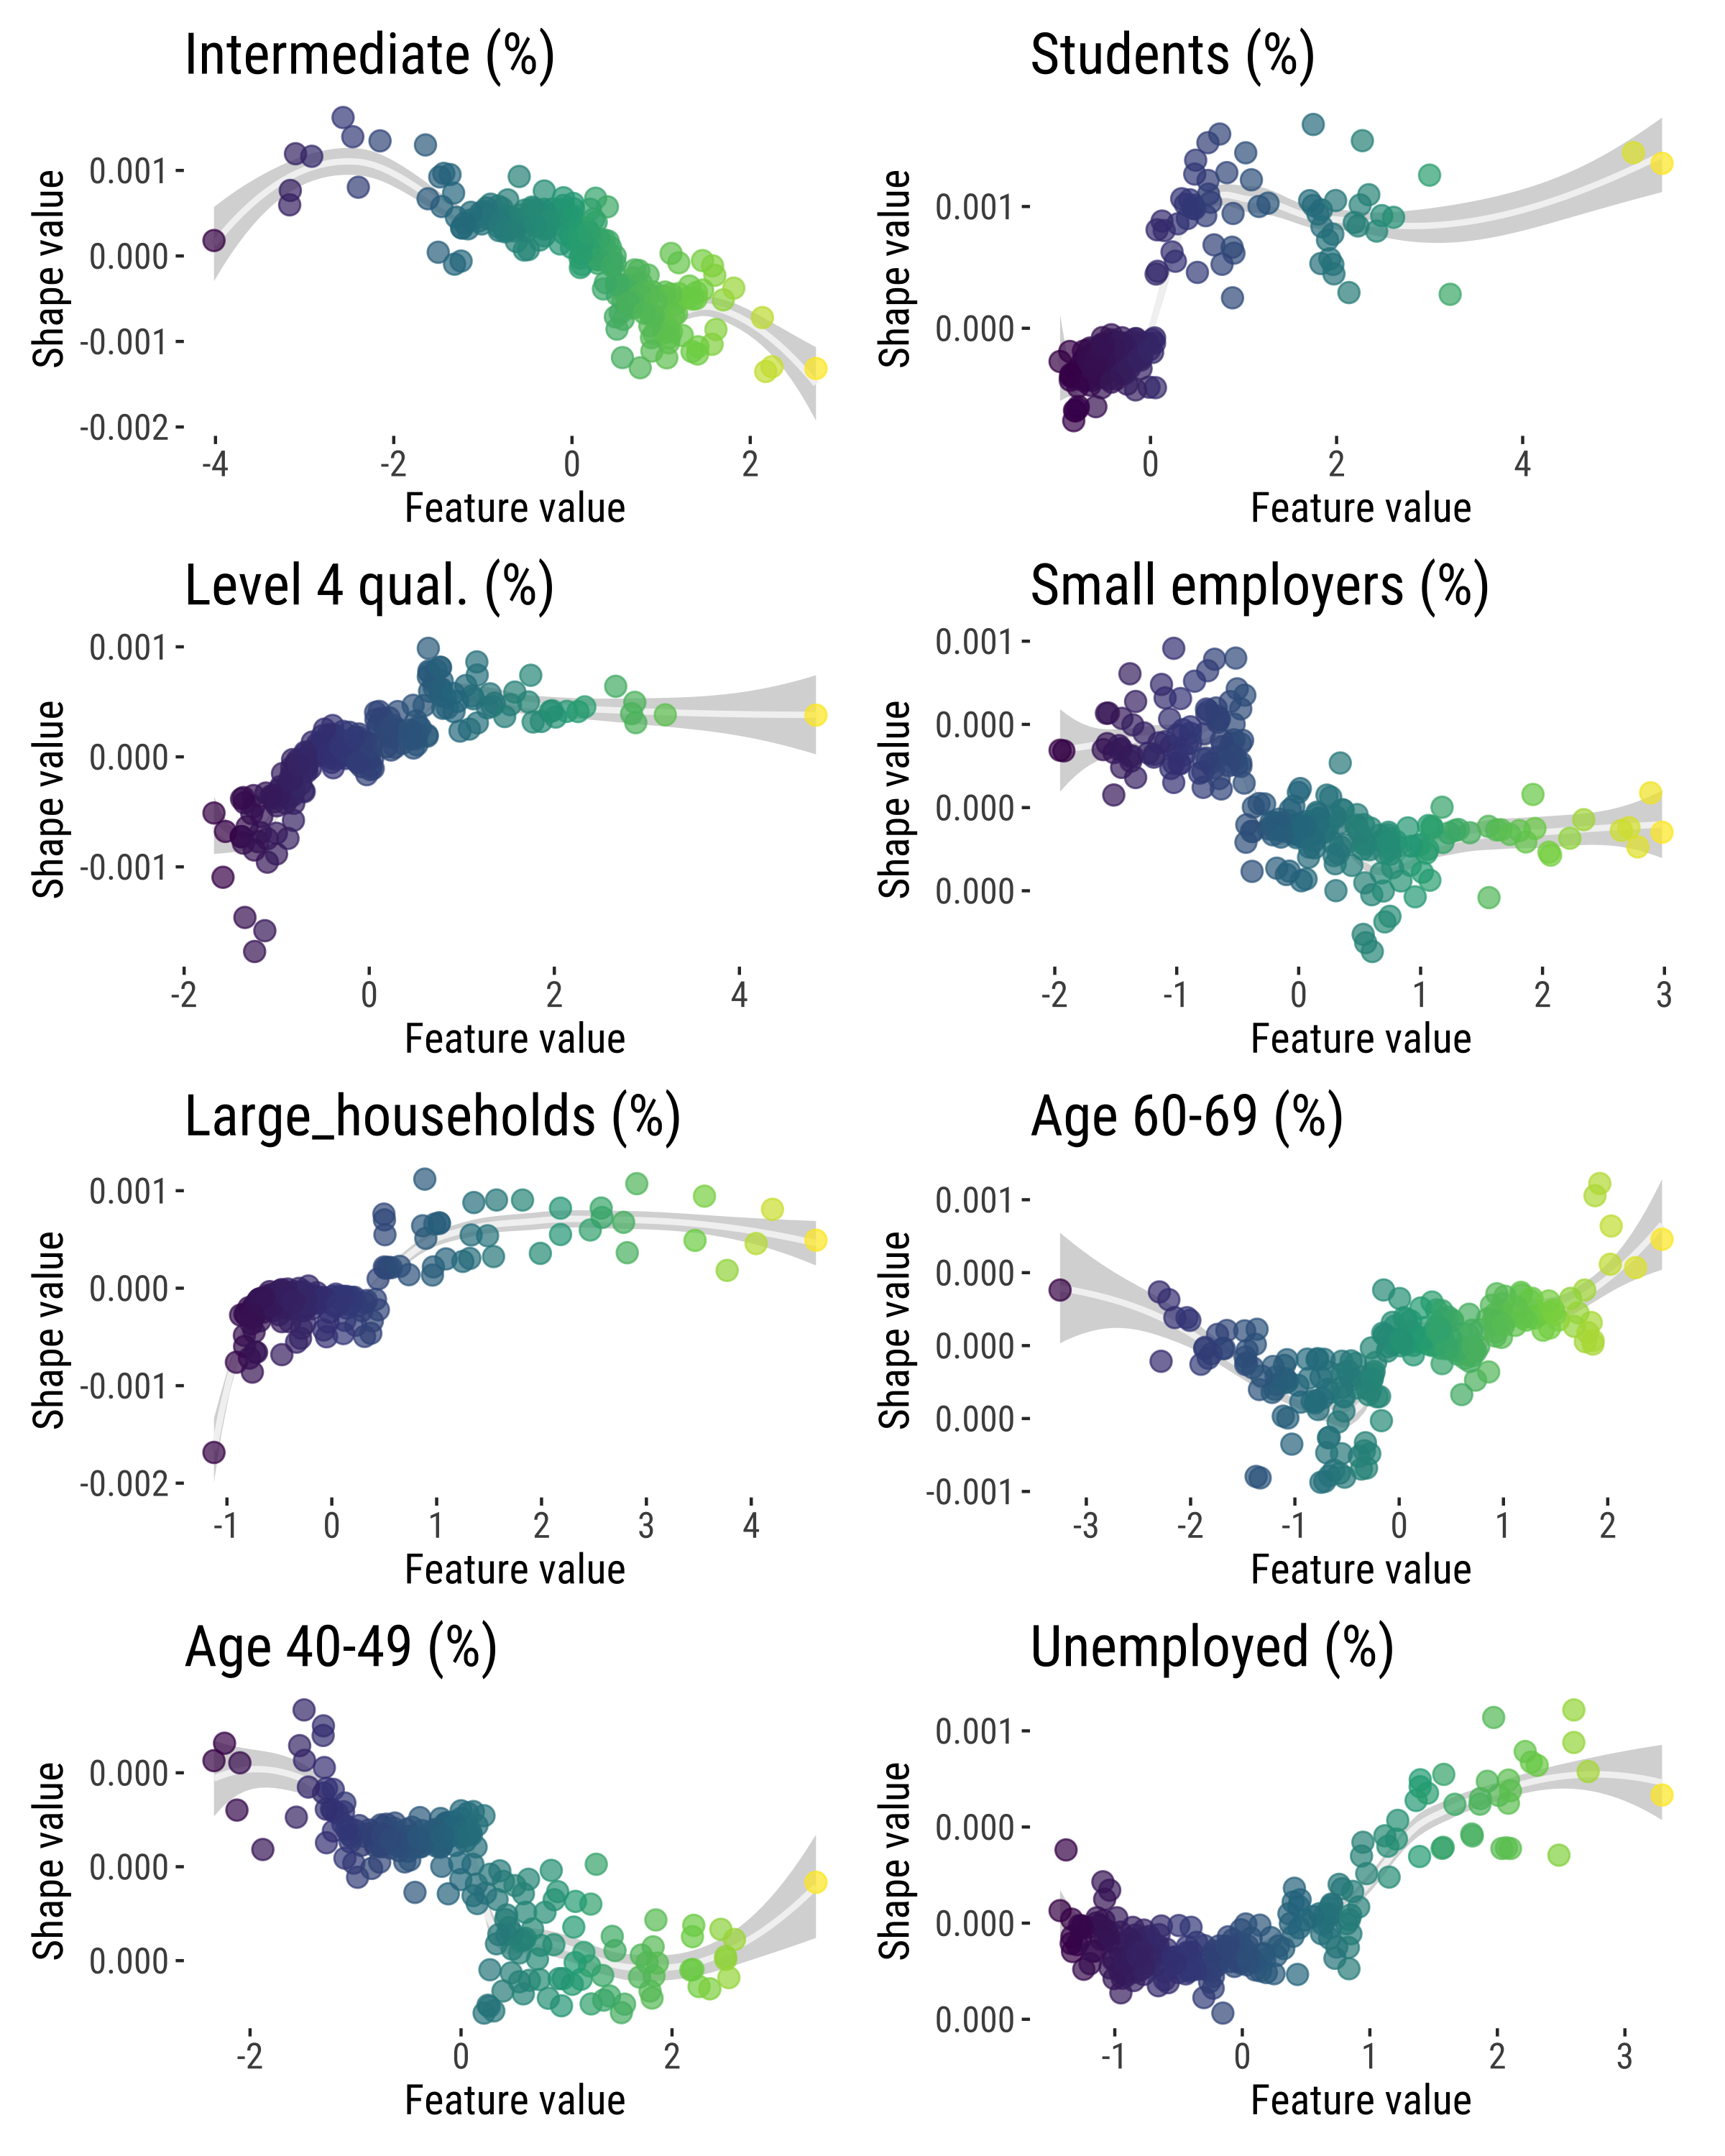 Intermediate (%)
Shape value
0.001
0.000
-0.001
-0.002
-4 -2 0 2
Feature value
Students (%)
Shape value
0.001
0.000
0 2 4
Feature value
Level 4 qual. (%)
Shape value
0.001
0.000
-0.001
-2 0 2 4
Feature value
Small employers (%)
Shape value
0.001
0.000
0.000
0.000
-2 -1 0 1 2 3
Feature value
Large_households (%)
Shape value
0.001
0.000
-0.001
-0.002
-1 0 1 2 3 4
Feature value
Age 60-69 (%)
Shape value
0.001
0.000
0.000
0.000
-0.001
-3 -2 -1 0 1 2
Feature value
Age 40-49 (%)
Shape value
0.000
0.000
0.000
-2 0 2
Feature value
Unemployed (%)
Shape value
0.001
0.000
0.000
0.000
-1 0 1 2 3
Feature value